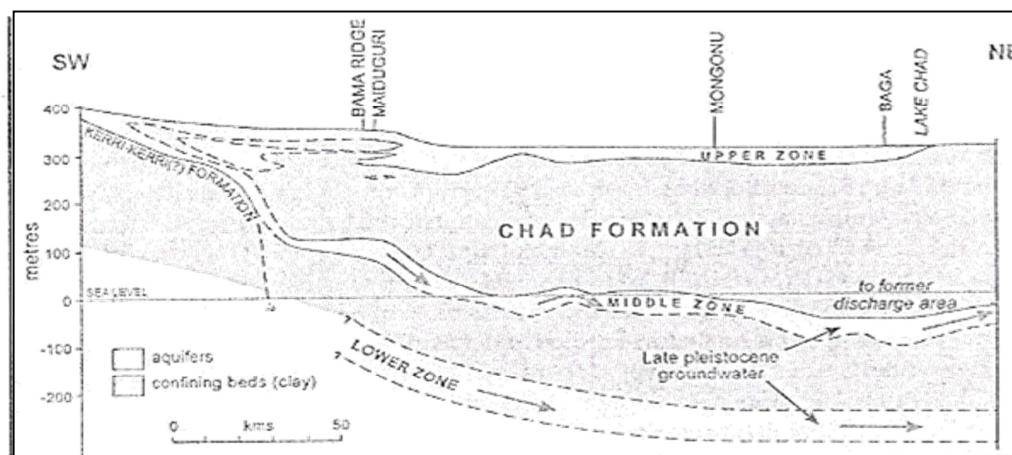 SW
BAMA RIDGE
MAIDUGURI
MONGONU
BAGA
LAKE CHAD
NE
metres
400
300
200
100
0
-100
-200
KERRI-KERRI(?) FORMATION
UPPER ZONE
CHAD FORMATION
SEA LEVEL
?
MIDDLE ZONE
to former
discharge area
?
?
LOWER ZONE
Late pleistocene
groundwater
aquifers
confining beds (clay)
0 kms 50